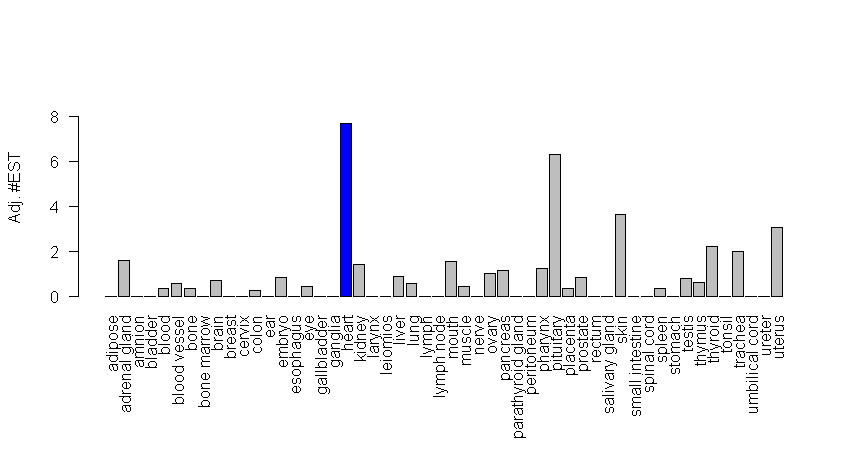 Adj. #EST
8
6
4
2
0
adipose
adrenal gland
amnion
bladder
blood
blood vessel
bone
bone marrow
brain
breast
cervix
colon
ear
embryo
esophagus
eye
gallbladder
ganglia
heart
kidney
larynx
leiomios
liver
lung
lymph
lymph node
mouth
muscle
nerve
ovary
pancreas
parathyroid gland
peritoneum
pharynx
pituitary
placenta
prostate
rectum
salivary gland
skin
small intestine
spinal cord
spleen
stomach
testis
thymus
thyroid
tonsil
trachea
umbilical cord
ureter
uterus